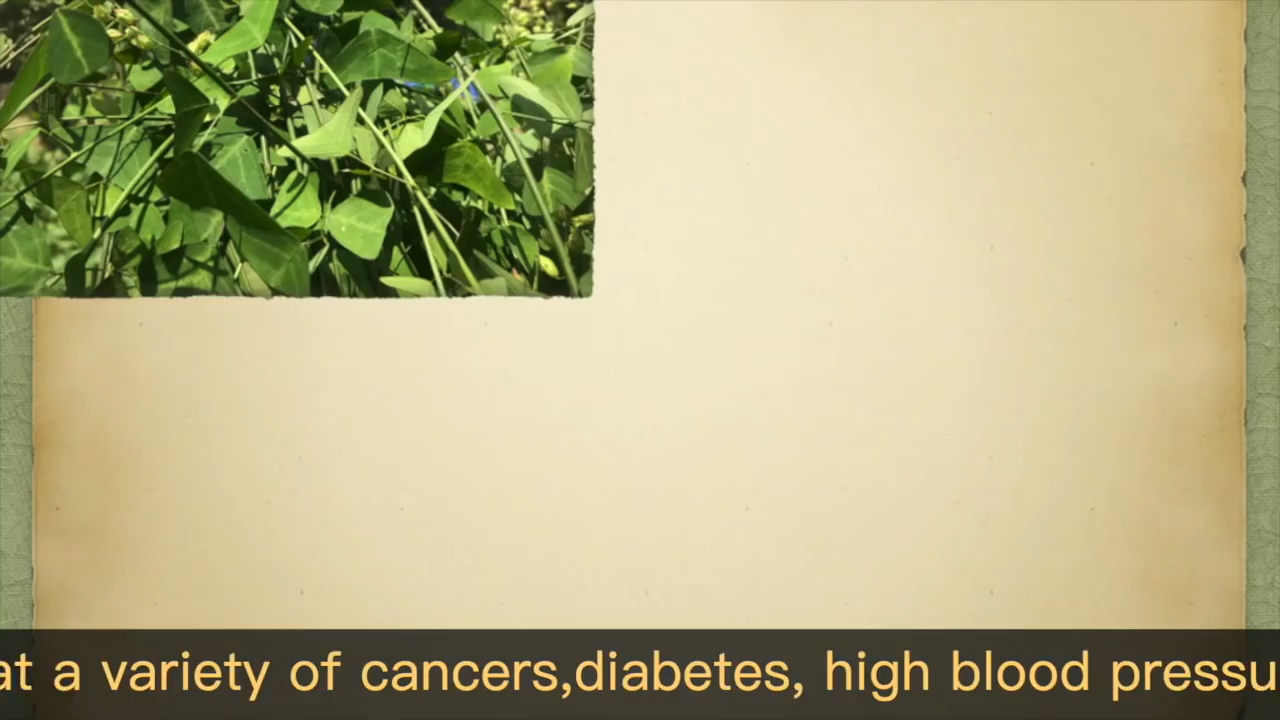 at a variety of cancers,diabetes, high blood pressu